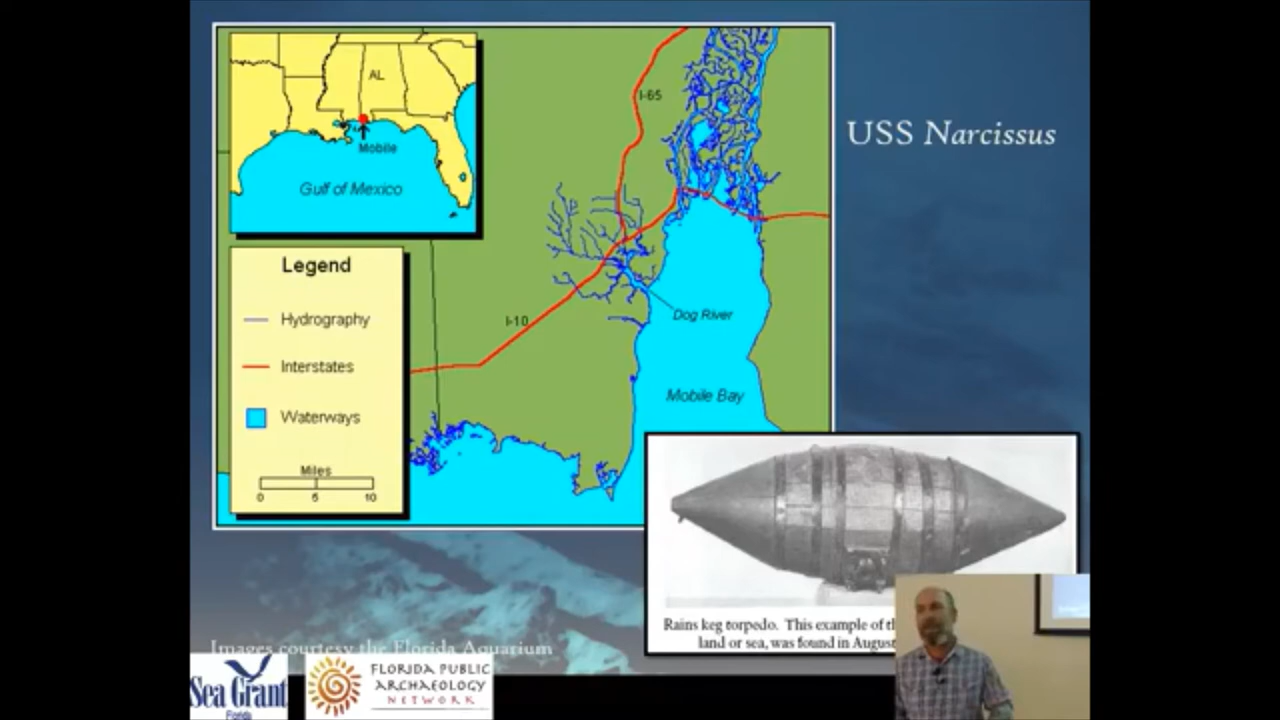 USS Narcissus
AL
Mobile
Gulf of Mexico
I-65
Legend
Hydrography
Interstates
Waterways
Miles
0 5 10
I-10
Dog River
Mobile Bay
Rains keg torpedo. This example of
land or sea, was found in August
Images courtesy the Florida Aquarium
Sea Grant
Florida
FLORIDA PUBLIC
ARCHAEOLOGY
NETWORK